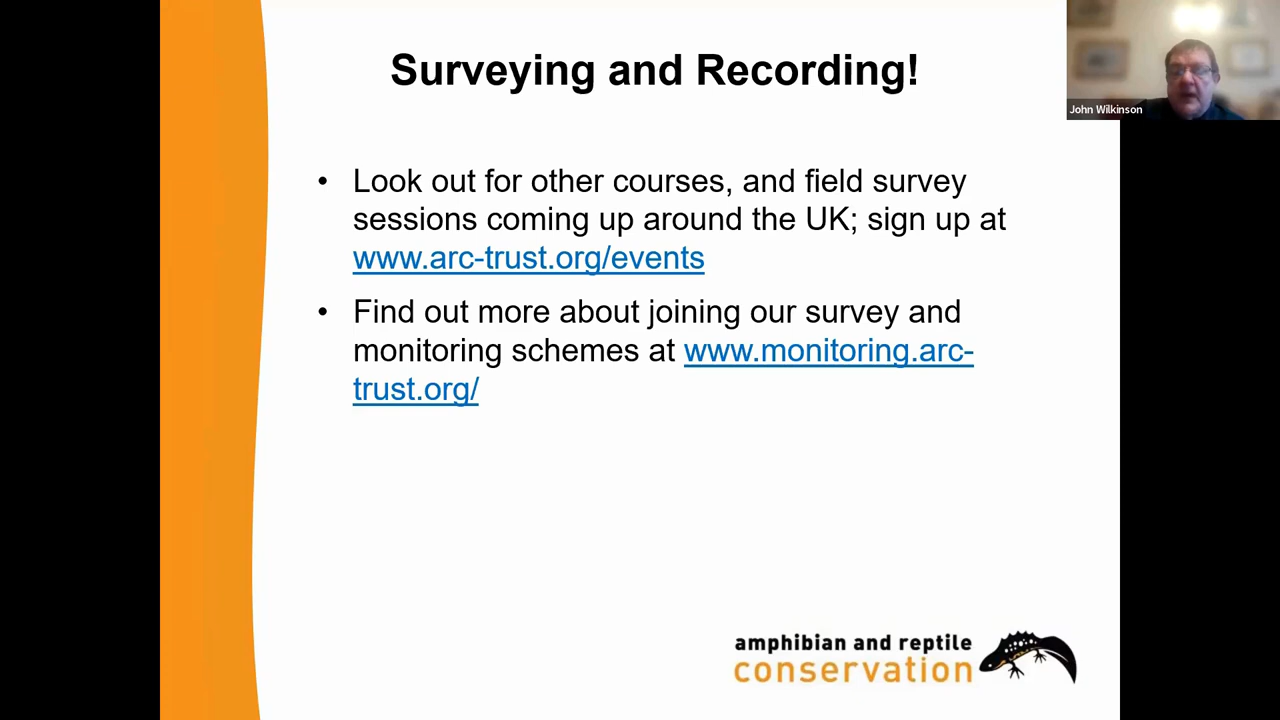 Surveying and Recording!
John Wilkinson
• Look out for other courses, and field survey
sessions coming up around the UK; sign up at
www.arc-trust.org/events
• Find out more about joining our survey and
monitoring schemes at www.monitoring.arc-
trust.org/
amphibian and reptile
conservation